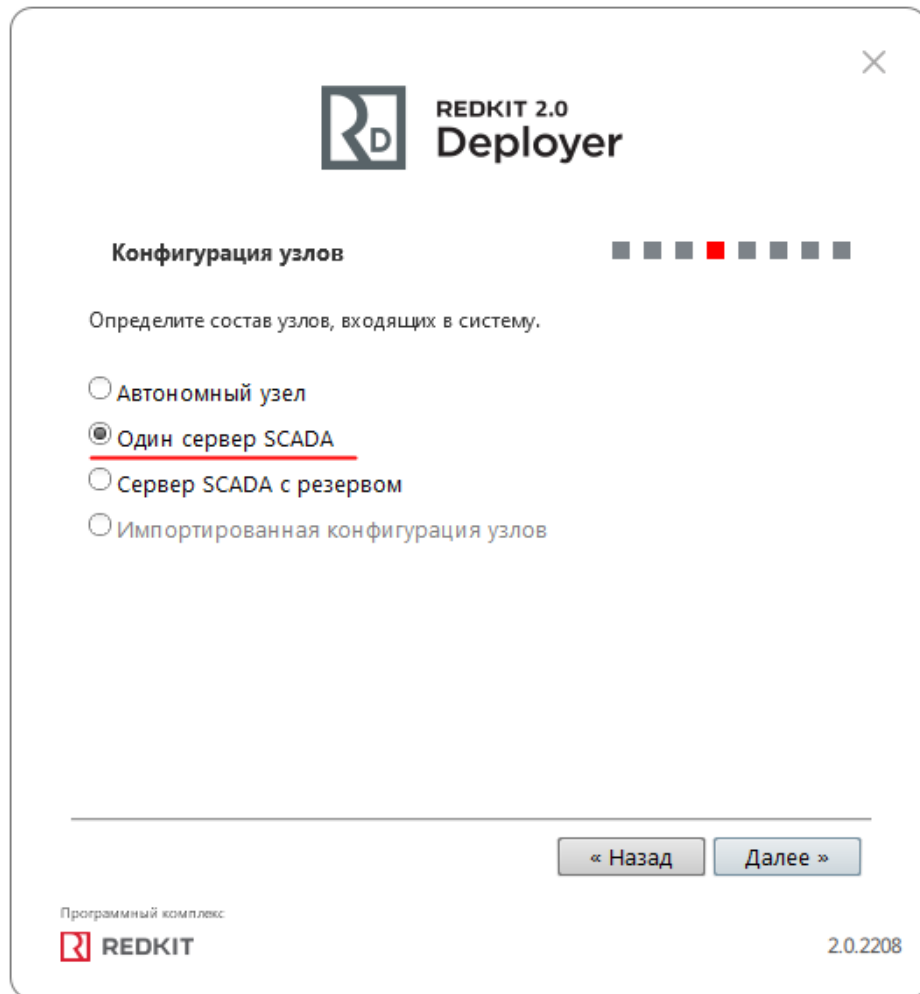 REDKIT 2.0
Deployer
Конфигурация узлов
Определите состав узлов, входящих в систему.
Автономный узел
Один сервер SCADA
Сервер SCADA с резервом
Импортированная конфигурация узлов
« Назад
Далее »
Программный комплекс
REDKIT
2.0.2208